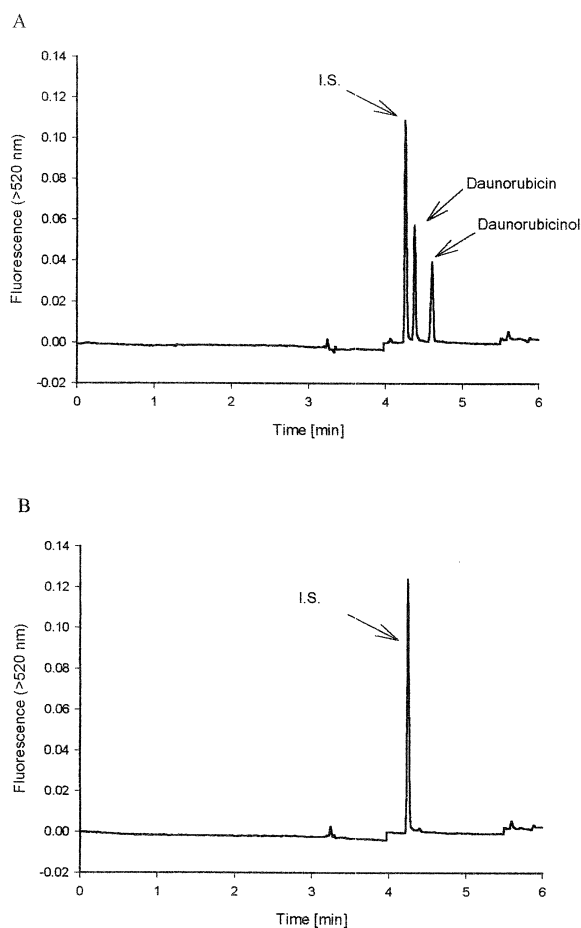 A
0.14
0.12
0.10
0.08
0.06
0.04
0.02
0.00
-0.02
Fluorescence (>520 nm)
I.S.
Daunorubicin
Daunorubicinol
0 1 2 3 4 5 6
Time [min]
B
0.14
0.12
0.10
0.08
0.06
0.04
0.02
0.00
-0.02
Fluorescence (>520 nm)
I.S.
0 1 2 3 4 5 6
Time [min]